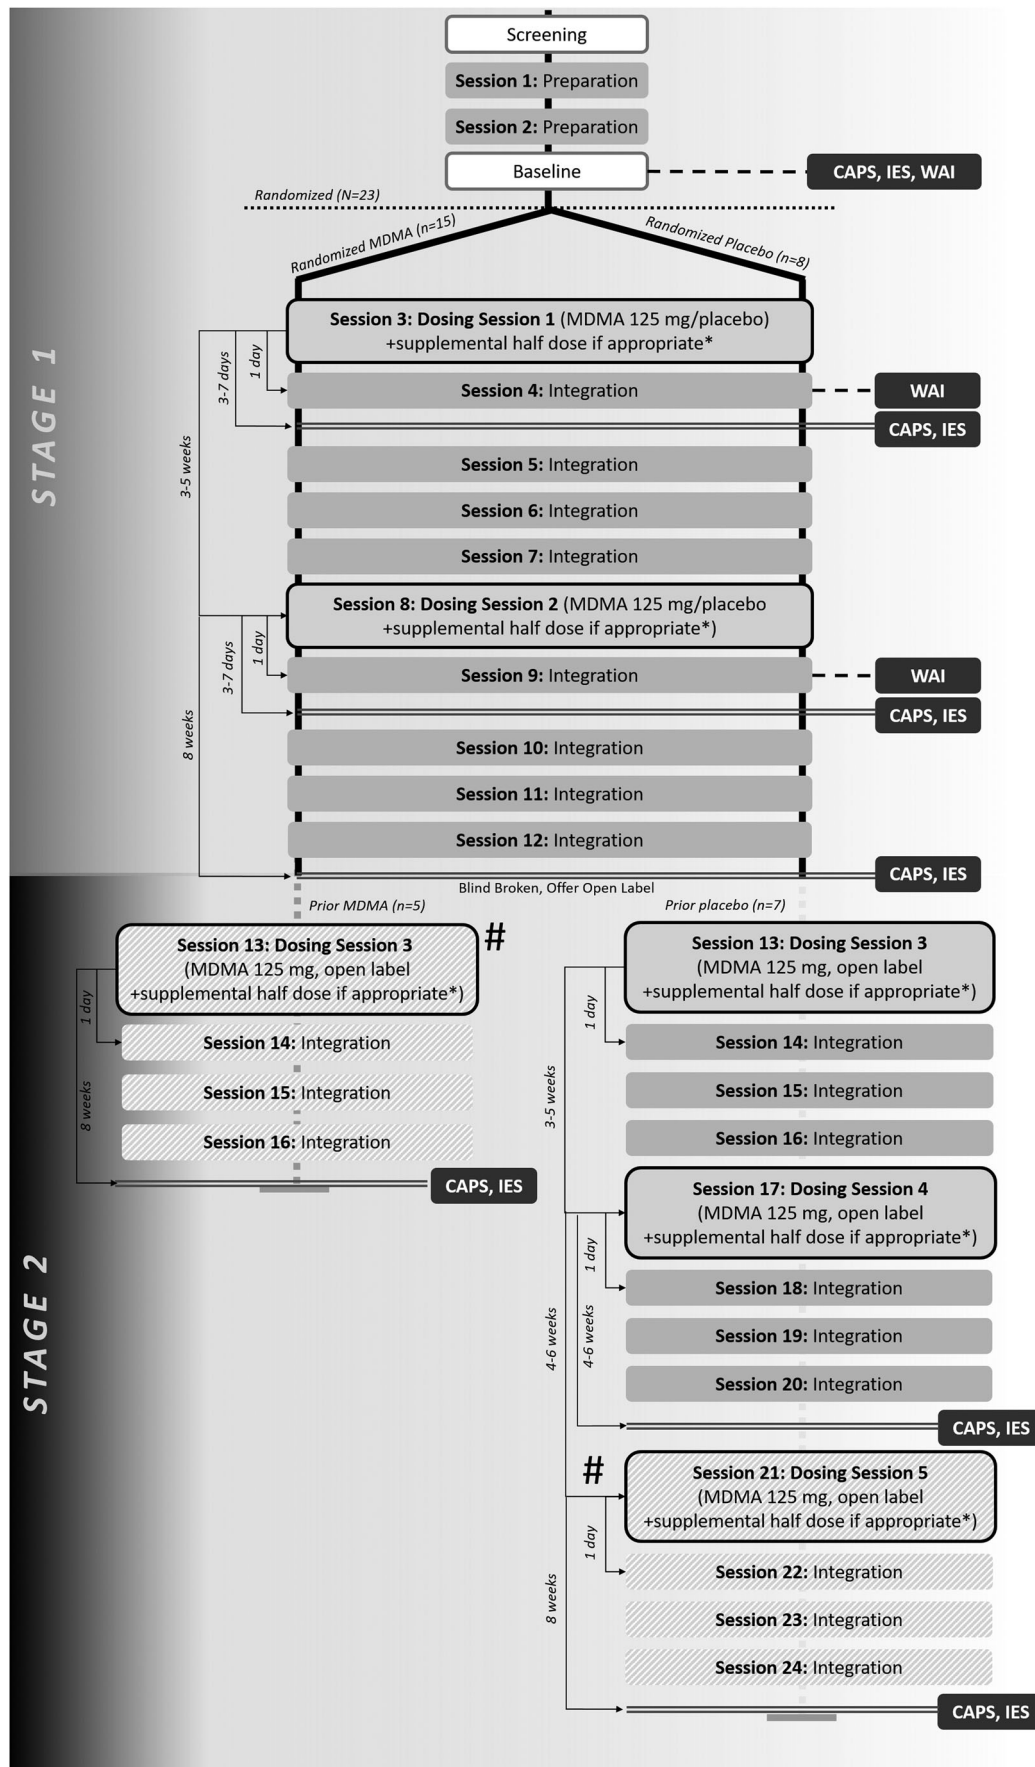 Screening
Session 1: Preparation
Session 2: Preparation
Baseline
CAPS, IES, WAI
Randomized (N=23)
Randomized MDMA (n=15)
Randomized Placebo (n=8)
STAGE 1
Session 3: Dosing Session 1 (MDMA 125 mg/placebo)
+supplemental half dose if appropriate*
1 day
3-7 days
3-5 weeks
Session 4: Integration
WAI
CAPS, IES
Session 5: Integration
Session 6: Integration
Session 7: Integration
Session 8: Dosing Session 2 (MDMA 125 mg/placebo
+supplemental half dose if appropriate*)
1 day
3-7 days
8 weeks
Session 9: Integration
WAI
CAPS, IES
Session 10: Integration
Session 11: Integration
Session 12: Integration
CAPS, IES
Blind Broken, Offer Open Label
STAGE 2
Prior MDMA (n=5)
#
Session 13: Dosing Session 3
(MDMA 125 mg, open label
+supplemental half dose if appropriate*)
1 day
8 weeks
Session 14: Integration
Session 15: Integration
Session 16: Integration
CAPS, IES
Prior placebo (n=7)
Session 13: Dosing Session 3
(MDMA 125 mg, open label
+supplemental half dose if appropriate*)
1 day
3-5 weeks
Session 14: Integration
Session 15: Integration
Session 16: Integration
Session 17: Dosing Session 4
(MDMA 125 mg, open label
+supplemental half dose if appropriate*)
1 day
4-6 weeks
4-6 weeks
Session 18: Integration
Session 19: Integration
Session 20: Integration
CAPS, IES
#
Session 21: Dosing Session 5
(MDMA 125 mg, open label
+supplemental half dose if appropriate*)
1 day
8 weeks
Session 22: Integration
Session 23: Integration
Session 24: Integration
CAPS, IES